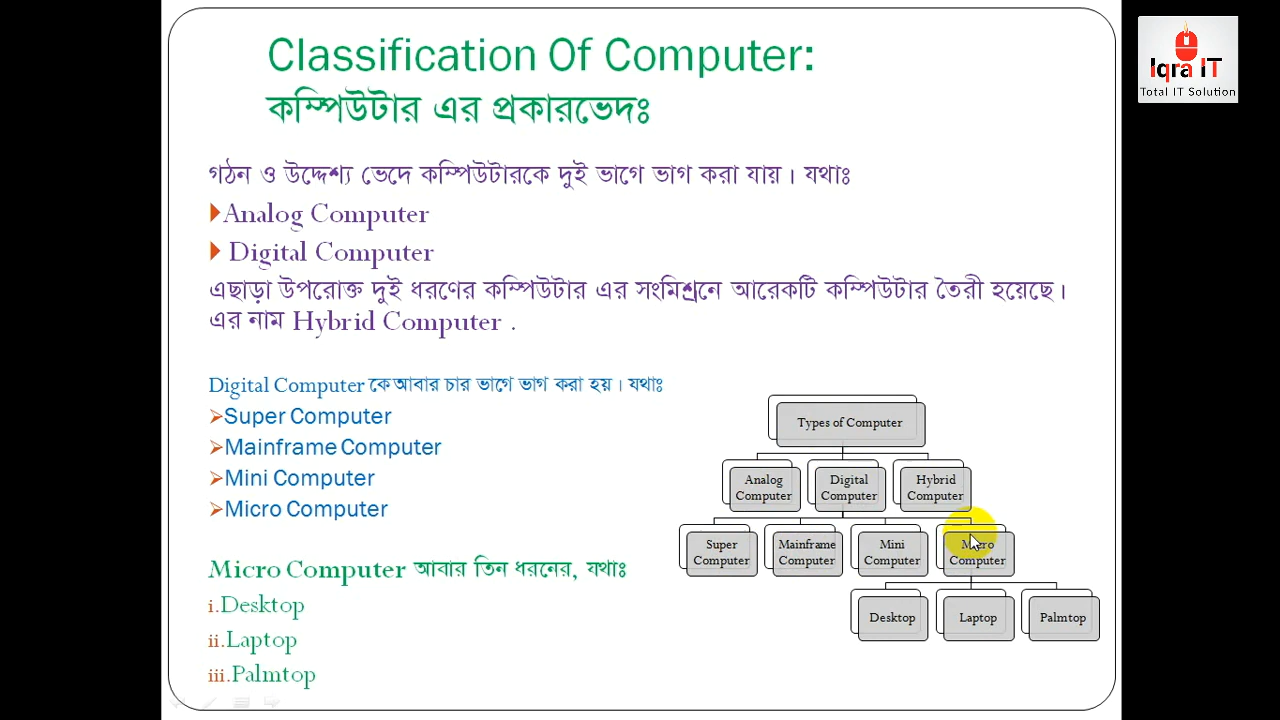 Classification Of Computer:
কম্পিউটার এর প্রকারভেদঃ
গঠন ও উদ্দেশ্য ভেদে কম্পিউটারকে দুই ভাগে ভাগ করা যায়। যথাঃ
Analog Computer
Digital Computer
এছাড়া উপরোক্ত দুই ধরণের কম্পিউটার এর সংমিশ্রনে আরেকটি কম্পিউটার তৈরী হয়েছে।
এর নাম Hybrid Computer .
Digital Computer কে আবার চার ভাগে ভাগ করা হয়। যথাঃ
Super Computer
Mainframe Computer
Mini Computer
Micro Computer
Micro Computer আবার তিন ধরনের, যথাঃ
i.Desktop
ii.Laptop
iii.Palmtop
Types of Computer
Analog Computer
Digital Computer
Hybrid Computer
Super Computer
Mainframe Computer
Mini Computer
Micro Computer
Desktop
Laptop
Palmtop
Iqra IT
Total IT Solution